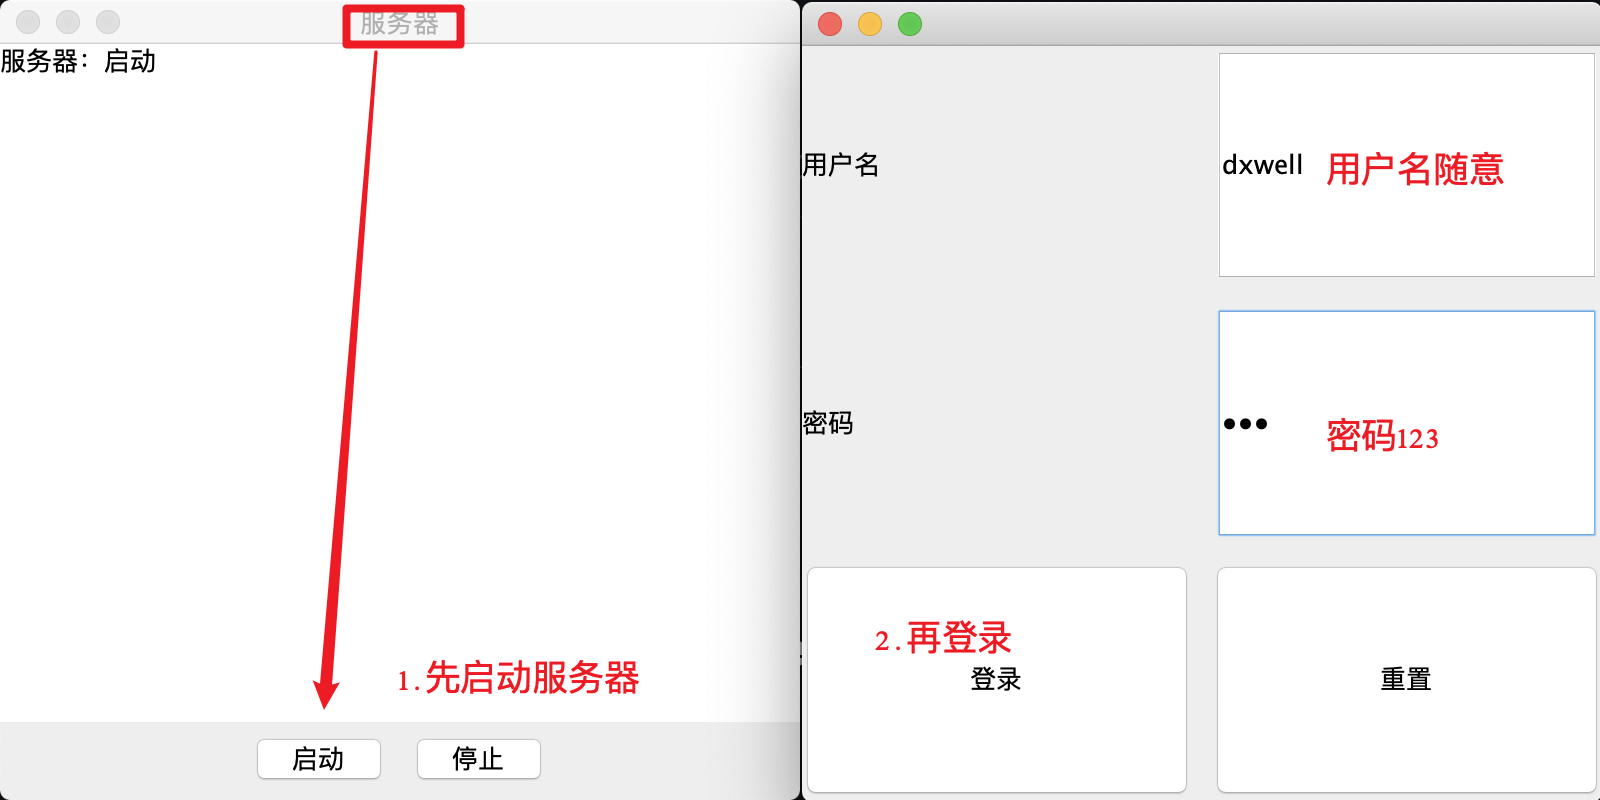 服务器
服务器：启动
1.先启动服务器
启动
停止
用户名
dxwell
用户名随意
密码
•••
密码123
2.再登录
登录
重置